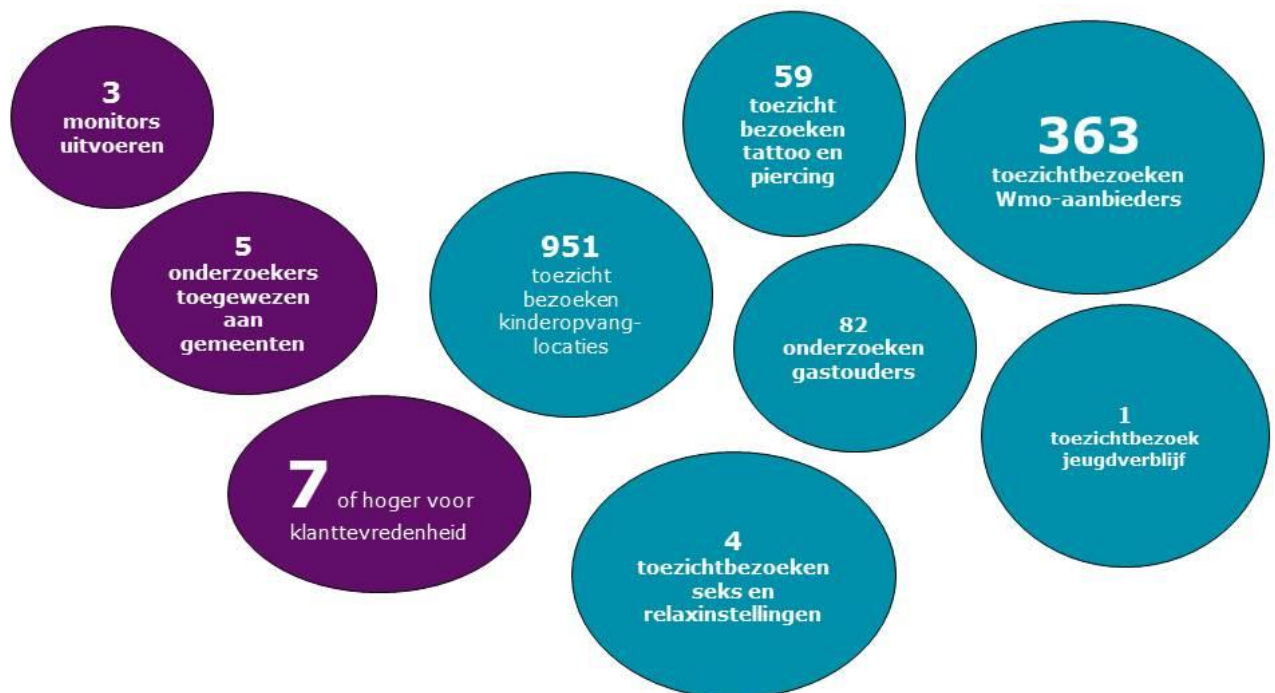 3
monitors
uitvoeren
5
onderzoekers
toegewezen
aan
gemeenten
7 of hoger voor
klanttevredenheid
951
toezicht
bezoeken
kinderopvang-
locaties
59
toezicht
bezoeken
tattoo en
piercing
363
toezichtbezoeken
Wmo-aanbieders
82
onderzoeken
gastouders
1
toezichtbezoek
jeugdverblijf
4
toezichtbezoeken
seks en
relaxinstellingen